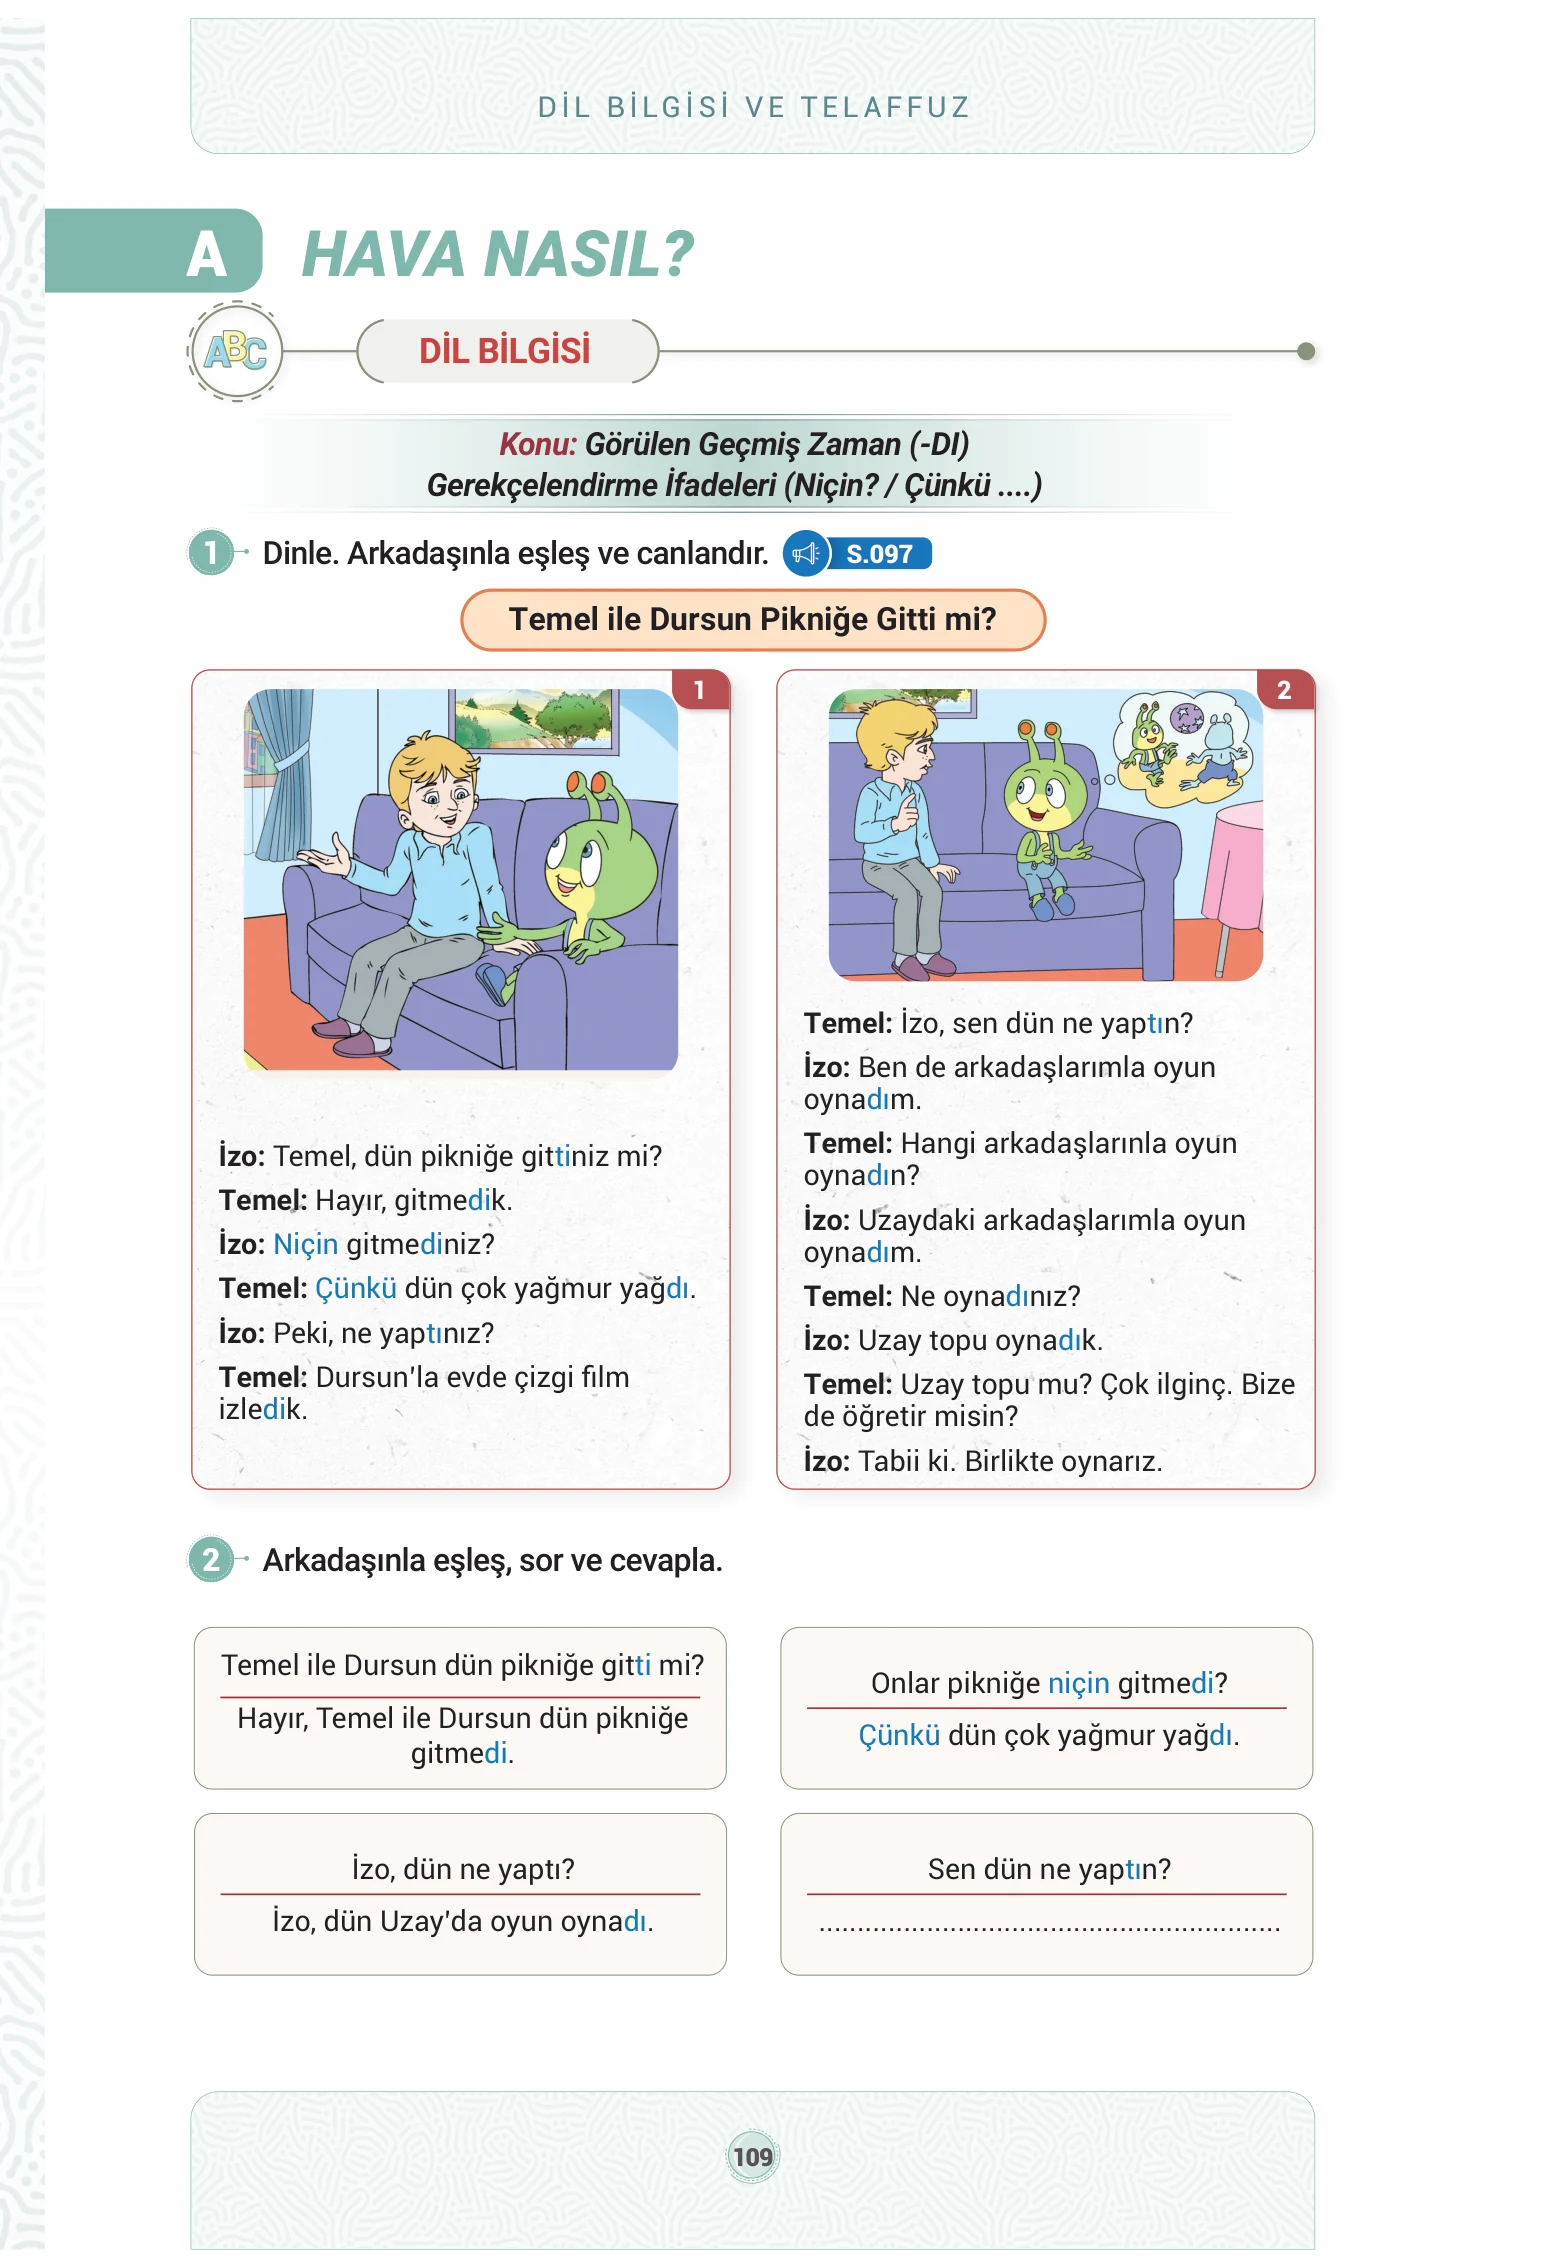 DİL BİLGİSİ VE TELAFFUZ
A
HAVA NASIL?
ABC
DİL BİLGİSİ
Konu: Görülen Geçmiş Zaman (-DI)
Gerekçelendirme İfadeleri (Niçin? / Çünkü ....)
1 Dinle. Arkadaşınla eşleş ve canlandır. S.097
Temel ile Dursun Pikniğe Gitti mi?
1
İzo: Temel, dün pikniğe gittiniz mi?
Temel: Hayır, gitmedik.
İzo: Niçin gitmediniz?
Temel: Çünkü dün çok yağmur yağdı.
İzo: Peki, ne yaptınız?
Temel: Dursun'la evde çizgi film
izledik.
2
Temel: İzo, sen dün ne yaptın?
İzo: Ben de arkadaşlarımla oyun
oynadım.
Temel: Hangi arkadaşlarınla oyun
oynadın?
İzo: Uzaydaki arkadaşlarımla oyun
oynadım.
Temel: Ne oynadınız?
İzo: Uzay topu oynadık.
Temel: Uzay topu mu? Çok ilginç. Bize
de öğretir misin?
İzo: Tabii ki. Birlikte oynarız.
2 Arkadaşınla eşleş, sor ve cevapla.
Temel ile Dursun dün pikniğe gitti mi?
Hayır, Temel ile Dursun dün pikniğe
gitmedi.
Onlar pikniğe niçin gitmedi?
Çünkü dün çok yağmur yağdı.
İzo, dün ne yaptı?
İzo, dün Uzay'da oyun oynadı.
Sen dün ne yaptın?
............................................................
109